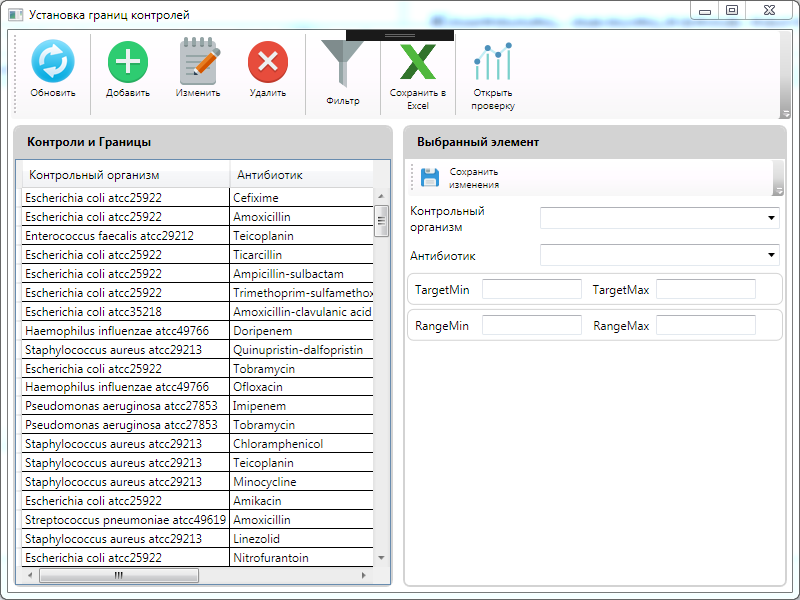 Установка границ контролей
Обновить
Добавить
Изменить
Удалить
Фильтр
Сохранить в
Excel
Открыть
проверку
Контроли и Границы
Контрольный организм Антибиотик
Escherichia coli atcc25922 Cefixime
Escherichia coli atcc25922 Amoxicillin
Enterococcus faecalis atcc29212 Teicoplanin
Escherichia coli atcc25922 Ticarcillin
Escherichia coli atcc25922 Ampicillin-sulbactam
Escherichia coli atcc25922 Trimethoprim-sulfamethox
Escherichia coli atcc35218 Amoxicillin-clavulanic acid
Haemophilus influenzae atcc49766 Doripenem
Staphylococcus aureus atcc29213 Quinupristin-dalfopristin
Escherichia coli atcc25922 Tobramycin
Haemophilus influenzae atcc49766 Ofloxacin
Pseudomonas aeruginosa atcc27853 Imipenem
Pseudomonas aeruginosa atcc27853 Tobramycin
Staphylococcus aureus atcc29213 Chloramphenicol
Staphylococcus aureus atcc29213 Teicoplanin
Staphylococcus aureus atcc29213 Minocycline
Escherichia coli atcc25922 Amikacin
Streptococcus pneumoniae atcc49619 Amoxicillin
Staphylococcus aureus atcc29213 Linezolid
Escherichia coli atcc25922 Nitrofurantoin
Выбранный элемент
Сохранить
изменения
Контрольный
организм
Антибиотик
TargetMin TargetMax
RangeMin RangeMax